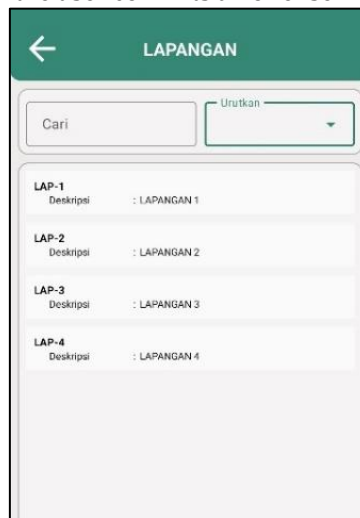 LAPANGAN
Cari
Urutkan
LAP-1
Deskripsi : LAPANGAN 1
LAP-2
Deskripsi : LAPANGAN 2
LAP-3
Deskripsi : LAPANGAN 3
LAP-4
Deskripsi : LAPANGAN 4